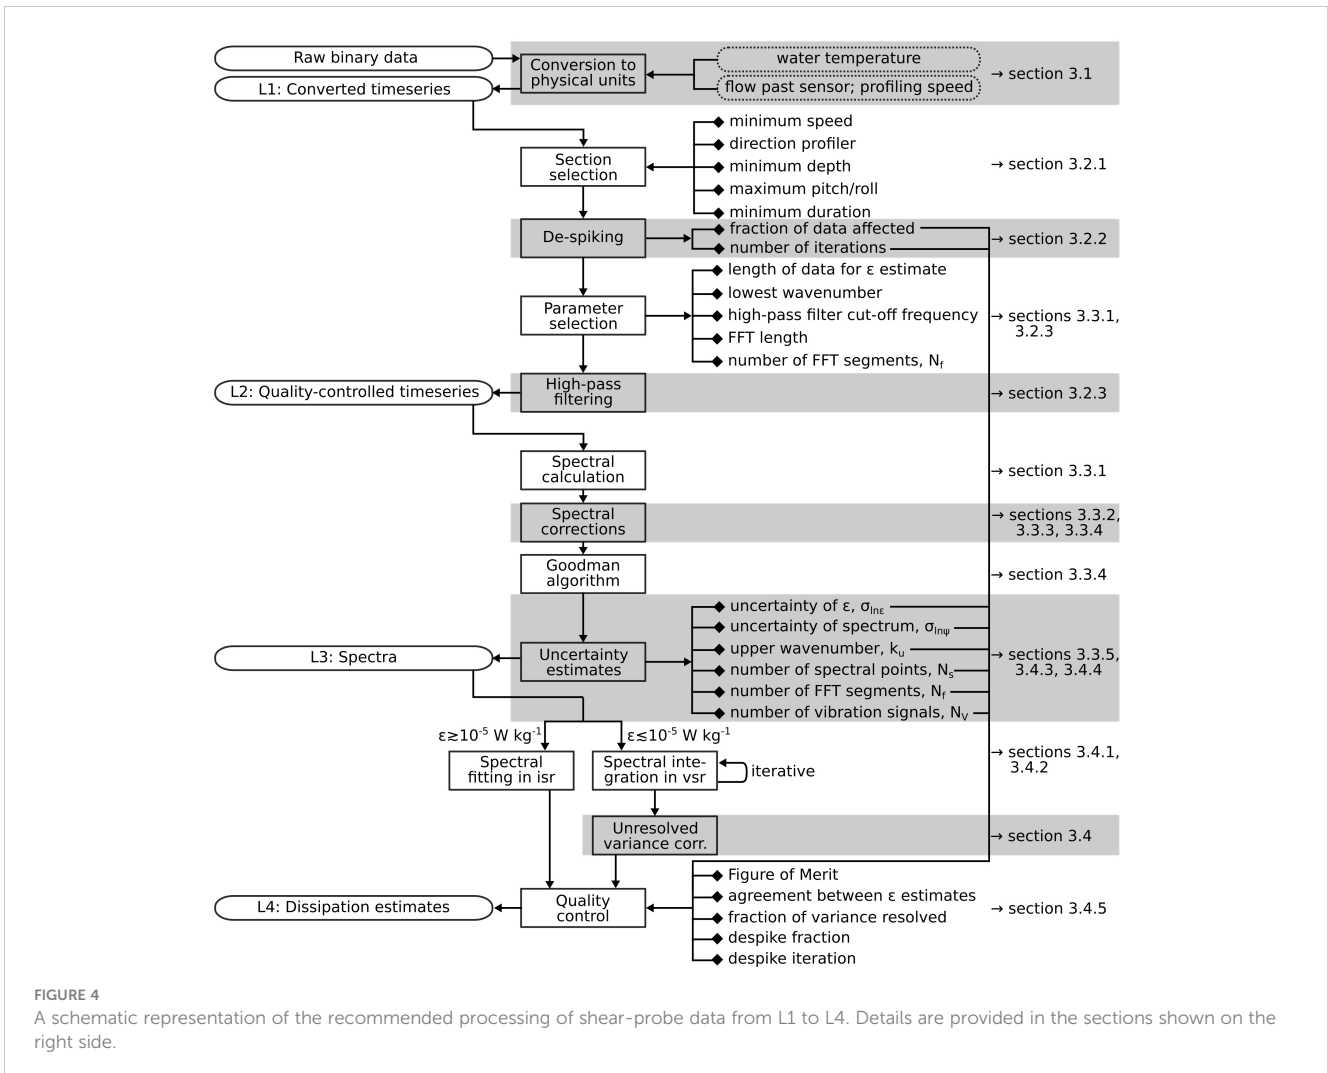 Raw binary data
Conversion to
physical units
water temperature
flow past sensor; profiling speed
→ section 3.1
L1: Converted timeseries
Section
selection
minimum speed
direction profiler
minimum depth
maximum pitch/roll
minimum duration
→ section 3.2.1
De-spiking
fraction of data affected
number of iterations
→ section 3.2.2
Parameter
selection
length of data for ε estimate
lowest wavenumber
high-pass filter cut-off frequency
FFT length
number of FFT segments, Nf
→ sections 3.3.1,
3.2.3
L2: Quality-controlled timeseries
High-pass
filtering
→ section 3.2.3
Spectral
calculation
→ section 3.3.1
Spectral
corrections
→ sections 3.3.2,
3.3.3, 3.3.4
Goodman
algorithm
→ section 3.3.4
L3: Spectra
Uncertainty
estimates
uncertainty of ε, σlnε
uncertainty of spectrum, σlnψ
upper wavenumber, ku
number of spectral points, Ns
number of FFT segments, Nf
number of vibration signals, NV
→ sections 3.3.5,
3.4.3, 3.4.4
ε≳10⁻⁵ W kg⁻¹
ε≲10⁻⁵ W kg⁻¹
Spectral
fitting in isr
Spectral inte-
gration in vsr
iterative
→ sections 3.4.1,
3.4.2
Unresolved
variance corr.
→ section 3.4
L4: Dissipation estimates
Quality
control
Figure of Merit
agreement between ε estimates
fraction of variance resolved
despike fraction
despike iteration
→ section 3.4.5
FIGURE 4
A schematic representation of the recommended processing of shear-probe data from L1 to L4. Details are provided in the sections shown on the
right side.